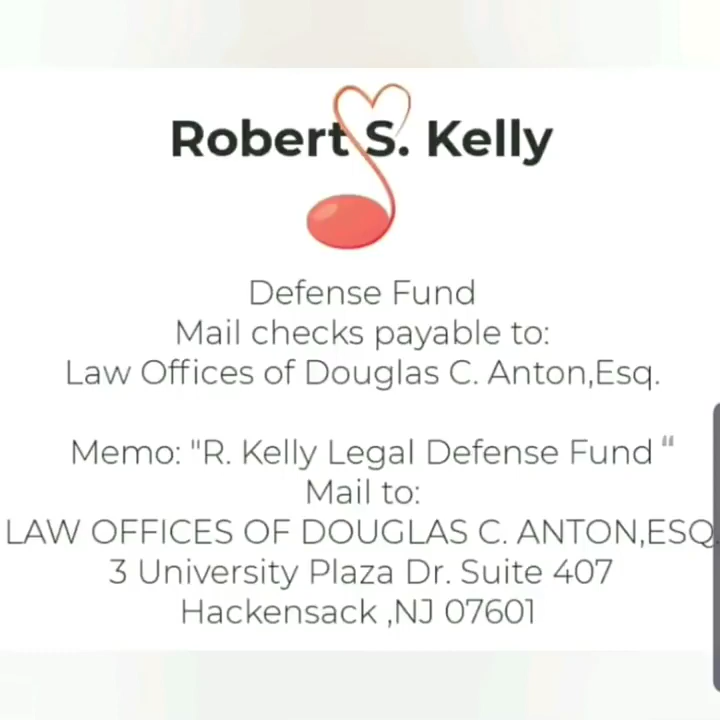 Robert S. Kelly
Defense Fund
Mail checks payable to:
Law Offices of Douglas C. Anton,Esq.
Memo: "R. Kelly Legal Defense Fund “
Mail to:
LAW OFFICES OF DOUGLAS C. ANTON,ESQ.
3 University Plaza Dr. Suite 407
Hackensack ,NJ 07601